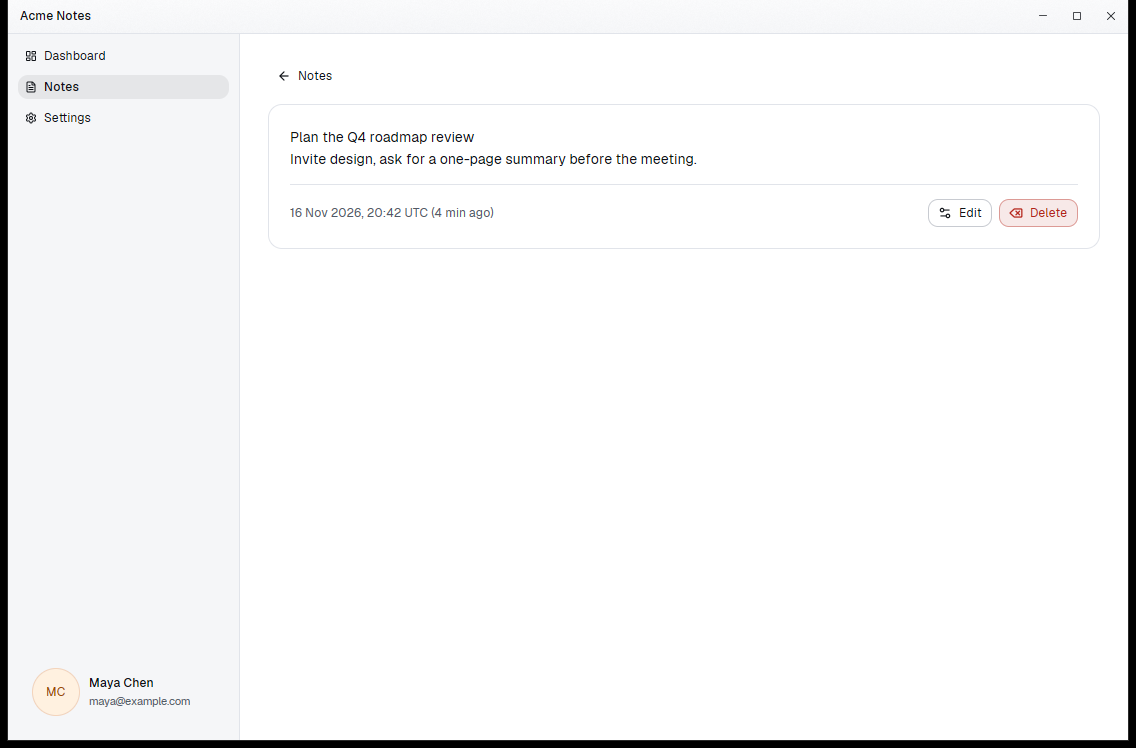 Acme Notes
Dashboard
Notes
Settings
Notes
Plan the Q4 roadmap review
Invite design, ask for a one-page summary before the meeting.
16 Nov 2026, 20:42 UTC (4 min ago)
Edit
Delete
MC
Maya Chen
maya@example.com